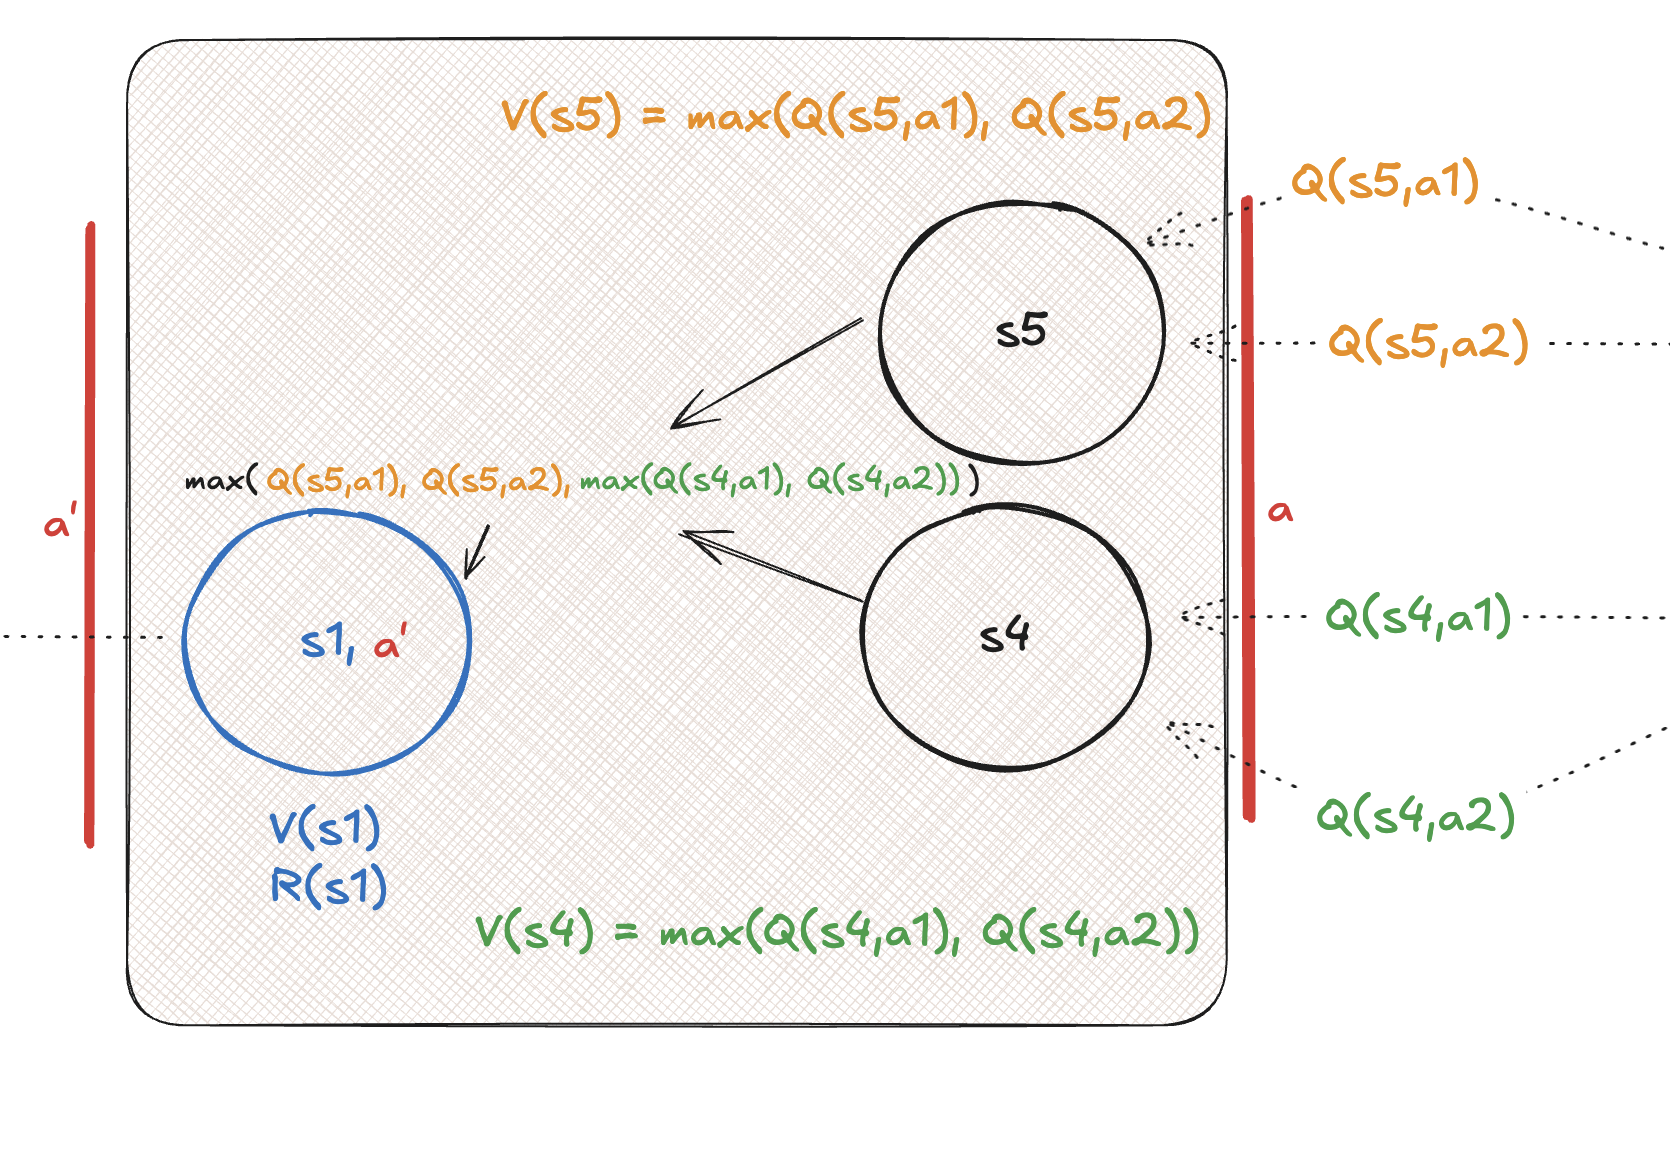 V(s5) = max(Q(s5,a1), Q(s5,a2)
Q(s5,a1)
s5
Q(s5,a2)
max( Q(s5,a1), Q(s5,a2), max(Q(s4,a1), Q(s4,a2)) )
a'
a
s1, a'
s4
Q(s4,a1)
Q(s4,a2)
V(s1)
R(s1)
V(s4) = max(Q(s4,a1), Q(s4,a2))